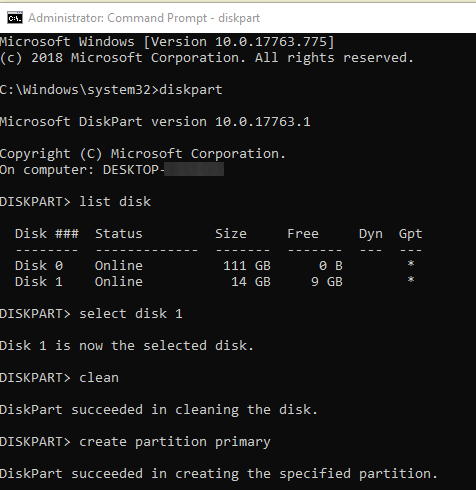 Administrator: Command Prompt - diskpart
Microsoft Windows [Version 10.0.17763.775]
(c) 2018 Microsoft Corporation. All rights reserved.
C:\Windows\system32>diskpart
Microsoft DiskPart version 10.0.17763.1
Copyright (C) Microsoft Corporation.
On computer: DESKTOP-
DISKPART> list disk
Disk ###  Status         Size     Free     Dyn  Gpt
--------  -------------  -------  -------  ---  ---
Disk 0    Online          111 GB      0 B        *
Disk 1    Online           14 GB     9 GB        *
DISKPART> select disk 1
Disk 1 is now the selected disk.
DISKPART> clean
DiskPart succeeded in cleaning the disk.
DISKPART> create partition primary
DiskPart succeeded in creating the specified partition.